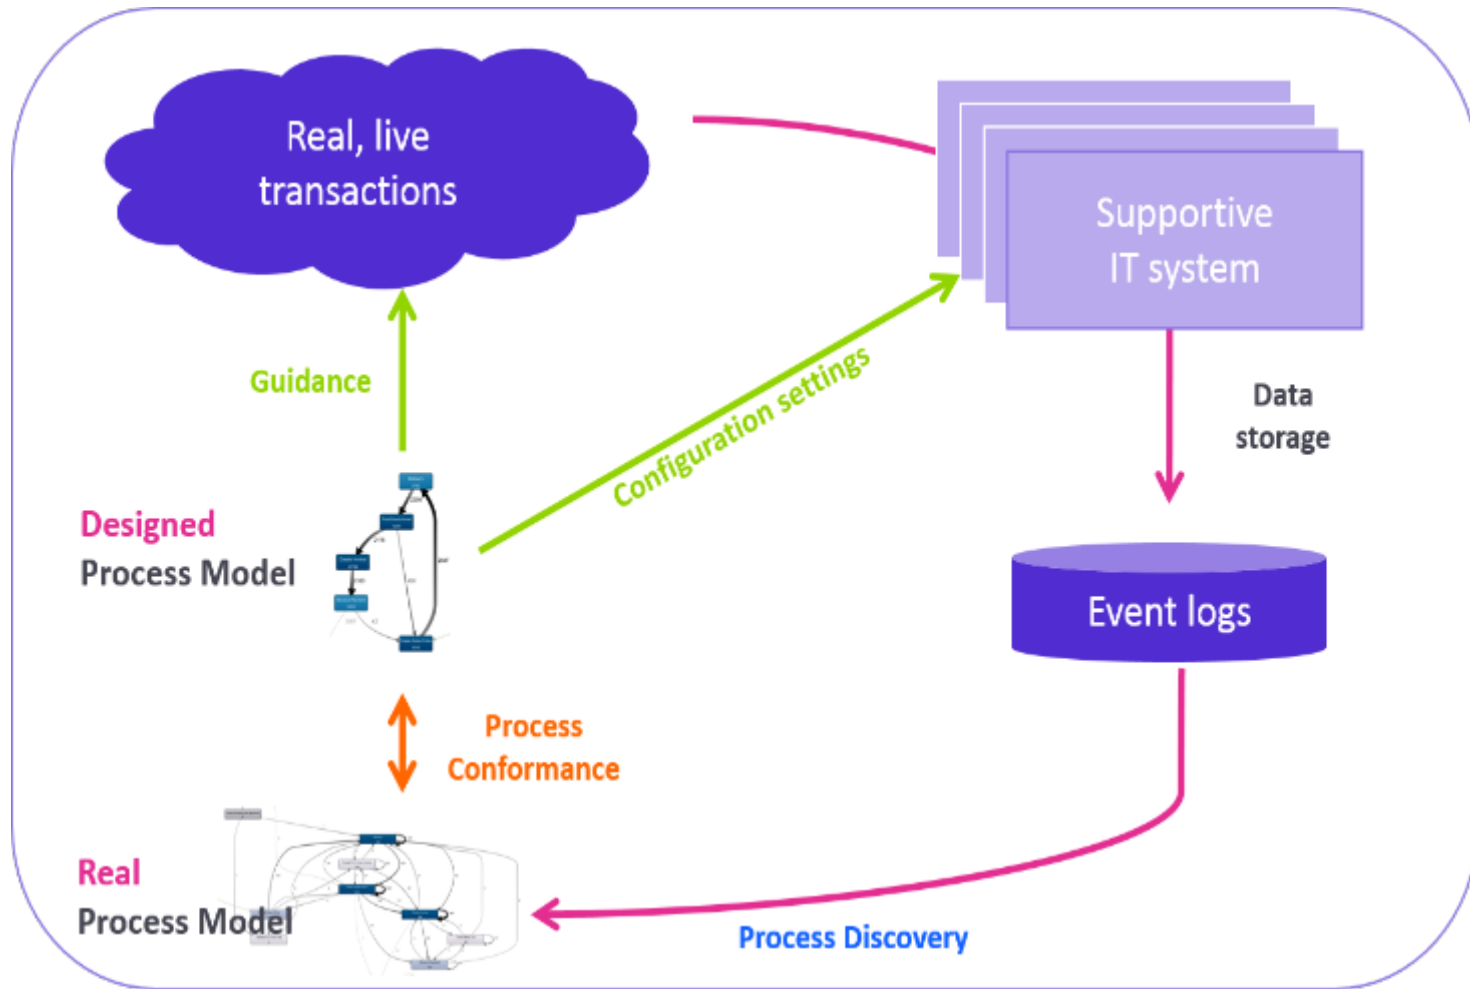 Real, live
transactions
Supportive
IT system
Guidance
Configuration settings
Data
storage
Designed
Process Model
Event logs
Process
Conformance
Real
Process Model
Process Discovery